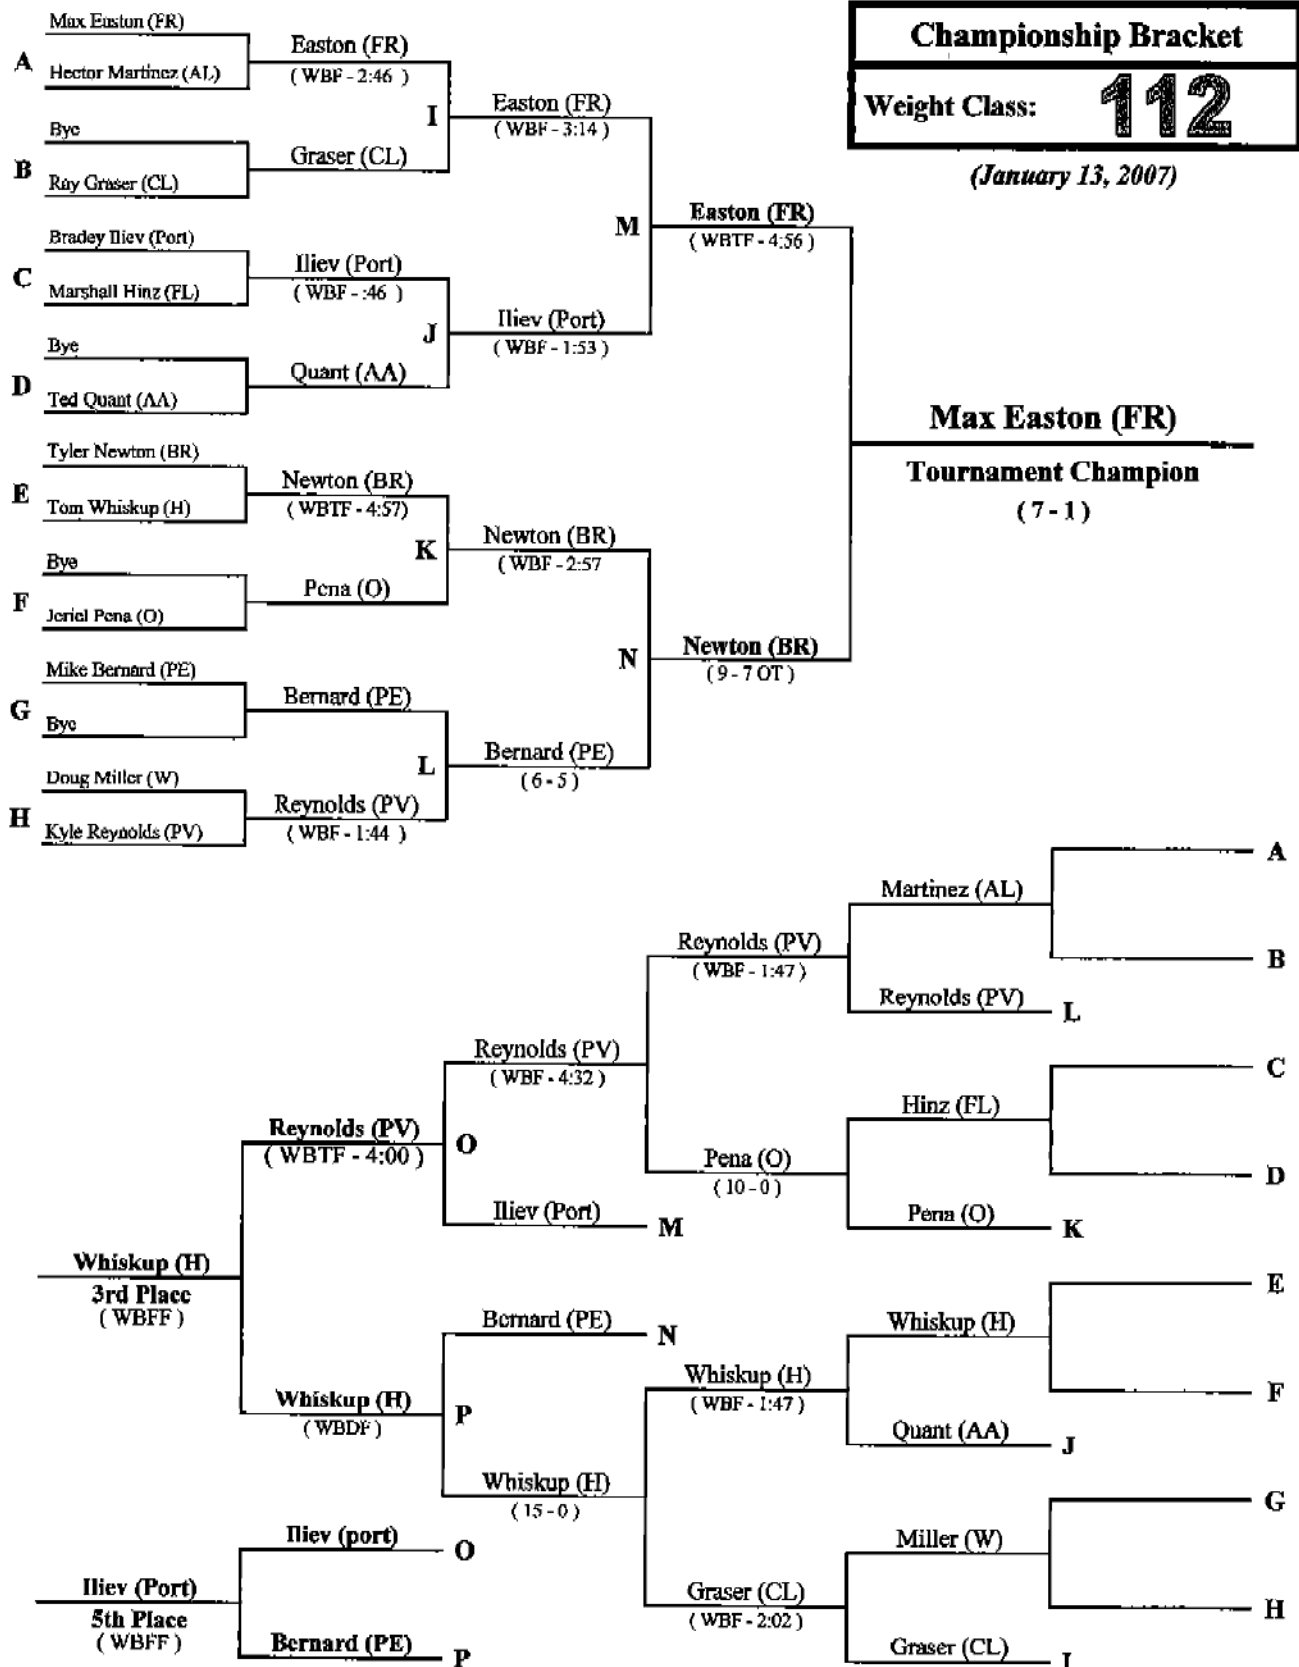 Championship Bracket
Weight Class: 112
(January 13, 2007)
Max Easton (FR)
A
Hector Martinez (AL)
Easton (FR)
( WBF - 2:46 )
Bye
B
Ray Graser (CL)
Graser (CL)
I
Easton (FR)
( WBF - 3:14 )
Bradey Iliev (Port)
C
Marshall Hinz (FL)
Iliev (Port)
( WBF - :46 )
Bye
D
Ted Quant (AA)
Quant (AA)
J
Iliev (Port)
( WBF - 1:53 )
M
Easton (FR)
( WBTF - 4:56 )
Tyler Newton (BR)
E
Tom Whiskup (H)
Newton (BR)
( WBTF - 4:57)
Bye
F
Jeriel Pena (O)
Pena (O)
K
Newton (BR)
( WBF - 2:57
Mike Bernard (PE)
G
Bye
Bernard (PE)
Doug Miller (W)
H
Kyle Reynolds (PV)
Reynolds (PV)
( WBF - 1:44 )
L
Bernard (PE)
( 6 - 5 )
N
Newton (BR)
( 9 - 7 OT )
Max Easton (FR)
Tournament Champion
( 7 - 1 )
A
Martinez (AL)
B
Reynolds (PV)
( WBF - 1:47 )
Reynolds (PV)
L
Reynolds (PV)
( WBF - 4:32 )
C
Hinz (FL)
D
Pena (O)
( 10 - 0 )
Pena (O)
K
Reynolds (PV)
( WBTF - 4:00 )
O
Iliev (Port)
M
Whiskup (H)
3rd Place
( WBFF )
Bernard (PE)
N
E
Whiskup (H)
F
Whiskup (H)
( WBF - 1:47 )
Quant (AA)
J
Whiskup (H)
( WBDF )
P
Whiskup (H)
( 15 - 0 )
G
Miller (W)
H
Graser (CL)
( WBF - 2:02 )
Graser (CL)
I
Iliev (port)
O
Iliev (Port)
5th Place
( WBFF )
Bernard (PE)
P